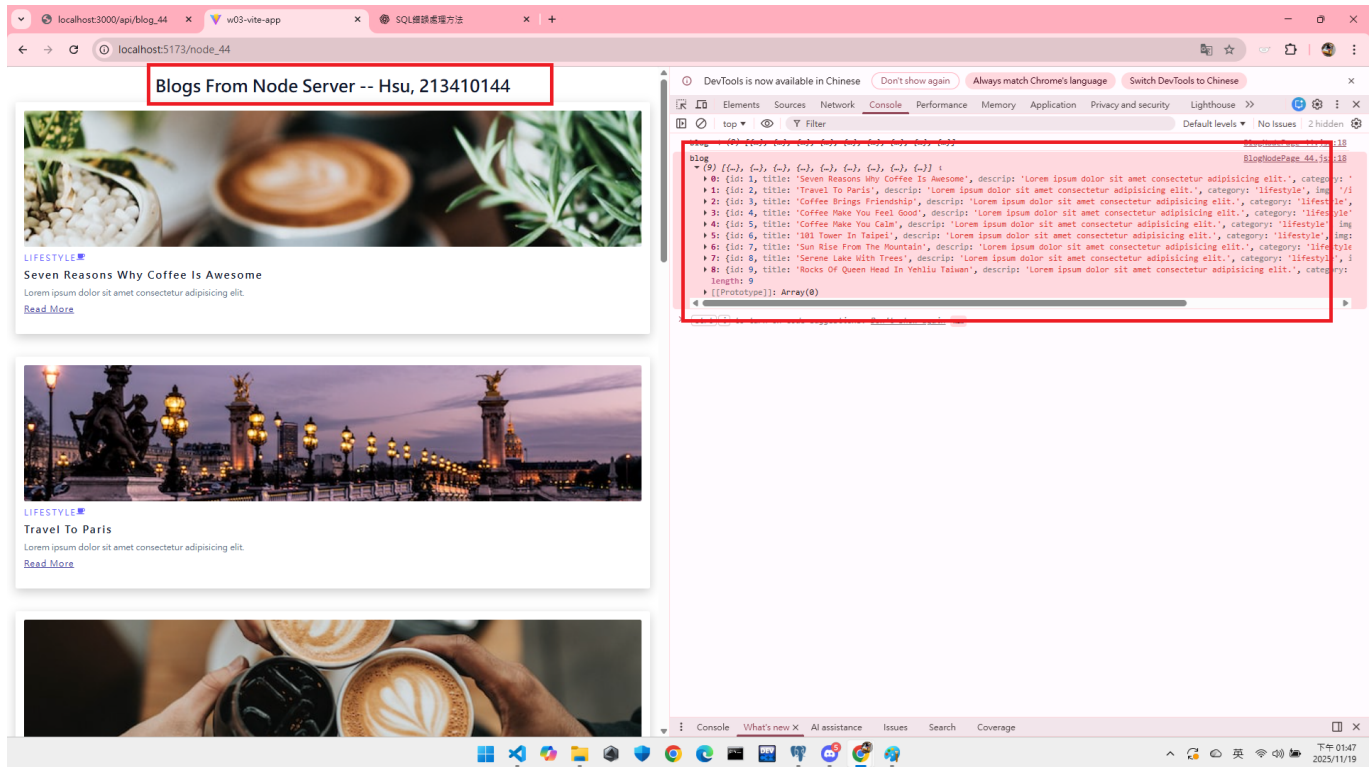 localhost:3000/api/blog_44
w03-vite-app
SQL錯誤處理方法
localhost:5173/node_44
Blogs From Node Server -- Hsu, 213410144
LIFESTYLE
Seven Reasons Why Coffee Is Awesome
Lorem ipsum dolor sit amet consectetur adipisicing elit.
Read More
LIFESTYLE
Travel To Paris
Lorem ipsum dolor sit amet consectetur adipisicing elit.
Read More
DevTools is now available in Chinese Don't show again Always match Chrome's language Switch DevTools to Chinese
Elements Sources Network Console Performance Memory Application Privacy and security Lighthouse
top Filter Default levels No Issues 2 hidden
blog BlogNodePage_44.jsx:18
(9) [{…}, {…}, {…}, {…}, {…}, {…}, {…}, {…}, {…}]
0: {id: 1, title: 'Seven Reasons Why Coffee Is Awesome', descrip: 'Lorem ipsum dolor sit amet consectetur adipisicing elit.', category: '
1: {id: 2, title: 'Travel To Paris', descrip: 'Lorem ipsum dolor sit amet consectetur adipisicing elit.', category: 'lifestyle', img: '/i
2: {id: 3, title: 'Coffee Brings Friendship', descrip: 'Lorem ipsum dolor sit amet consectetur adipisicing elit.', category: 'lifestyle',
3: {id: 4, title: 'Coffee Make You Feel Good', descrip: 'Lorem ipsum dolor sit amet consectetur adipisicing elit.', category: 'lifestyle'
4: {id: 5, title: 'Coffee Make You Calm', descrip: 'Lorem ipsum dolor sit amet consectetur adipisicing elit.', category: 'lifestyle', img
5: {id: 6, title: '101 Tower In Taipei', descrip: 'Lorem ipsum dolor sit amet consectetur adipisicing elit.', category: 'lifestyle', img:
6: {id: 7, title: 'Sun Rise From The Mountain', descrip: 'Lorem ipsum dolor sit amet consectetur adipisicing elit.', category: 'lifestyle
7: {id: 8, title: 'Serene Lake With Trees', descrip: 'Lorem ipsum dolor sit amet consectetur adipisicing elit.', category: 'lifestyle', i
8: {id: 9, title: 'Rocks Of Queen Head In Yehliu Taiwan', descrip: 'Lorem ipsum dolor sit amet consectetur adipisicing elit.', category:
length: 9
[[Prototype]]: Array(0)
Console What's new AI assistance Issues Search Coverage
英
下午 01:47
2025/11/19